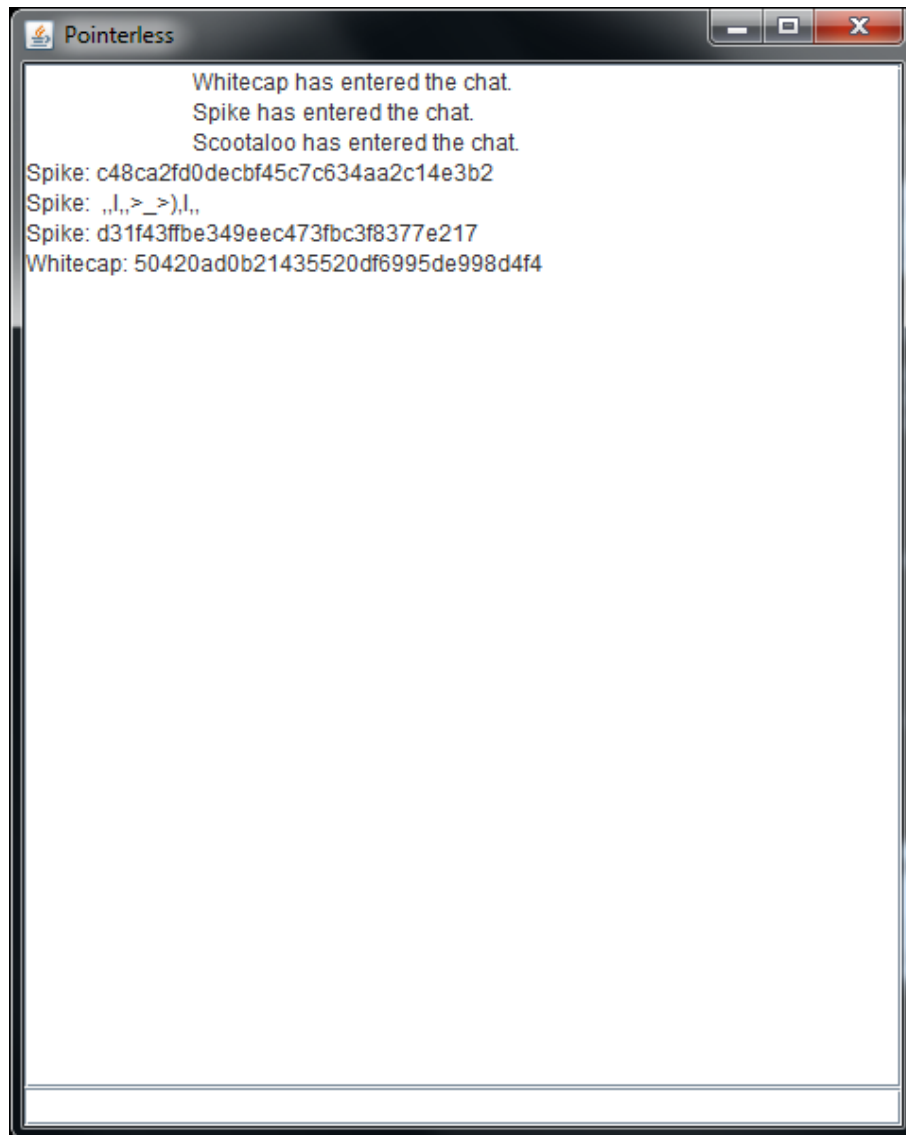 Pointerless
Whitecap has entered the chat.
Spike has entered the chat.
Scootaloo has entered the chat.
Spike: c48ca2fd0decbf45c7c634aa2c14e3b2
Spike:  ,,I,,>_>),I,,
Spike: d31f43ffbe349eec473fbc3f8377e217
Whitecap: 50420ad0b21435520df6995de998d4f4